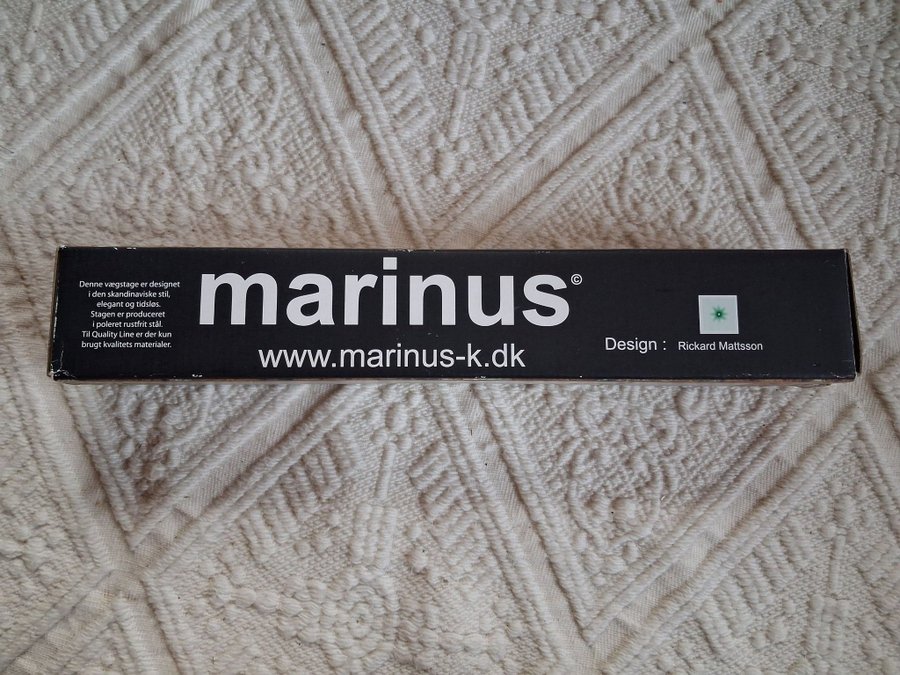 Denne vægstage er designet
i den skandinaviske stil,
elegant og tidsløs.
Stagen er produceret
i poleret rustfrit stål.
Til Quality Line er der kun
brugt kvalitets materialer.
marinus©
www.marinus-k.dk
Design : Rickard Mattsson